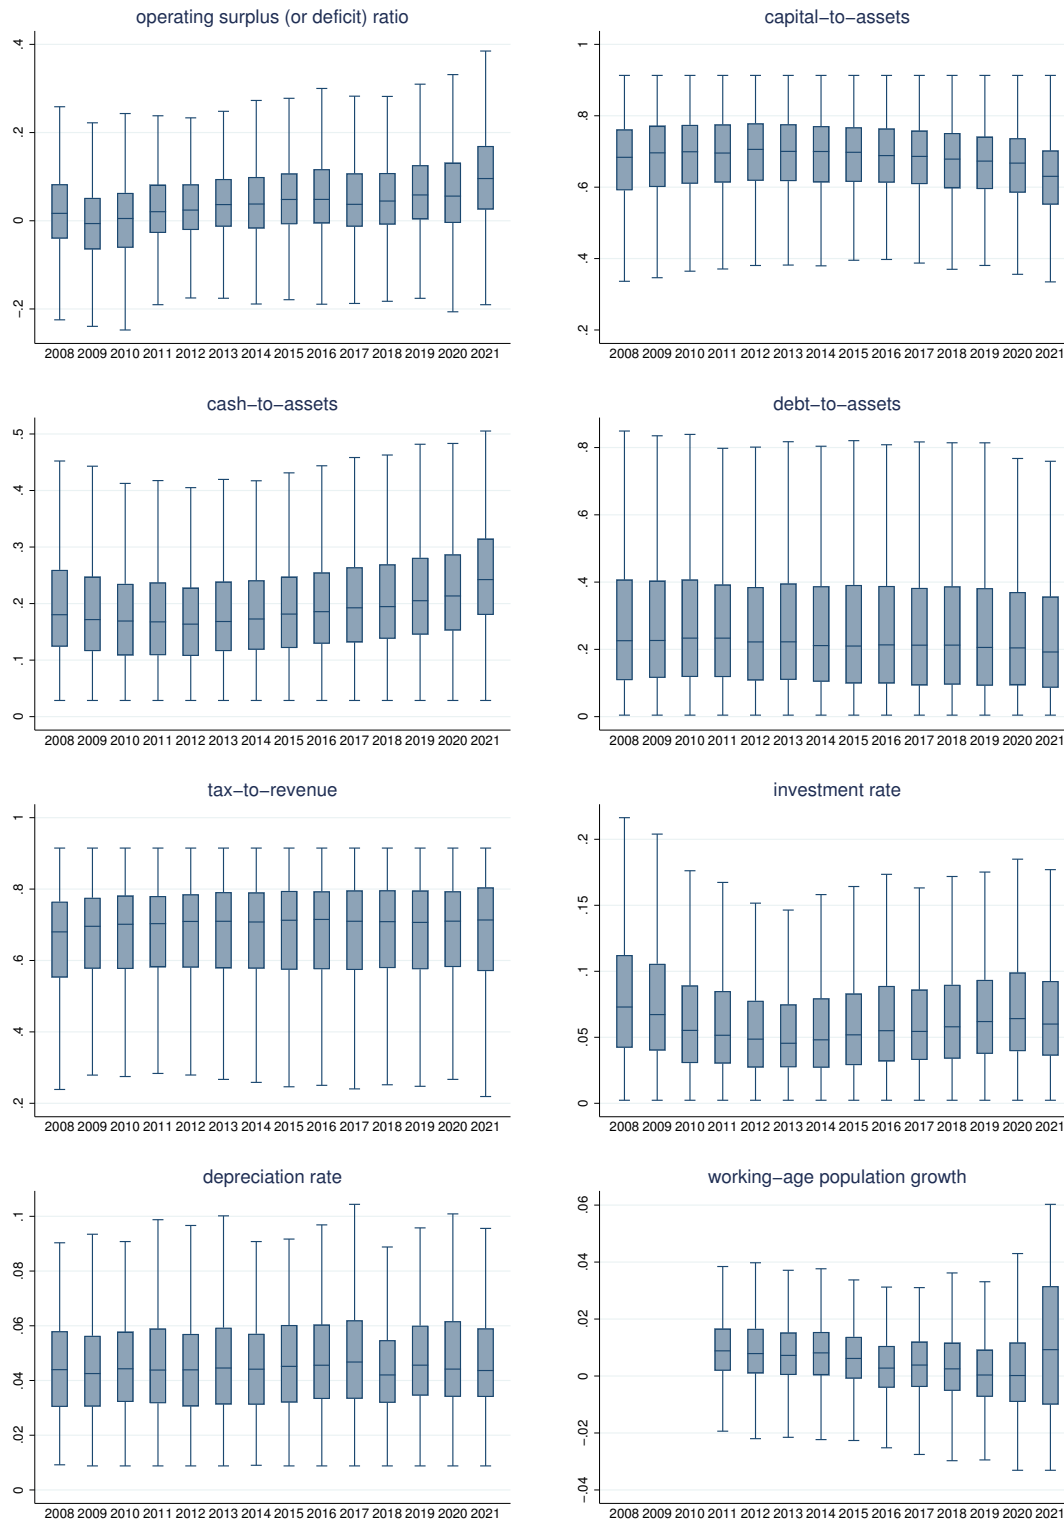 operating surplus (or deficit) ratio
.4
.2
0
−.2
2008 2009 2010 2011 2012 2013 2014 2015 2016 2017 2018 2019 2020 2021
capital−to−assets
1
.8
.6
.4
.2
2008 2009 2010 2011 2012 2013 2014 2015 2016 2017 2018 2019 2020 2021
cash−to−assets
.5
.4
.3
.2
.1
0
2008 2009 2010 2011 2012 2013 2014 2015 2016 2017 2018 2019 2020 2021
debt−to−assets
.8
.6
.4
.2
0
2008 2009 2010 2011 2012 2013 2014 2015 2016 2017 2018 2019 2020 2021
tax−to−revenue
1
.8
.6
.4
.2
2008 2009 2010 2011 2012 2013 2014 2015 2016 2017 2018 2019 2020 2021
investment rate
.2
.15
.1
.05
0
2008 2009 2010 2011 2012 2013 2014 2015 2016 2017 2018 2019 2020 2021
depreciation rate
.1
.08
.06
.04
.02
0
2008 2009 2010 2011 2012 2013 2014 2015 2016 2017 2018 2019 2020 2021
working−age population growth
.06
.04
.02
0
−.02
−.04
2008 2009 2010 2011 2012 2013 2014 2015 2016 2017 2018 2019 2020 2021